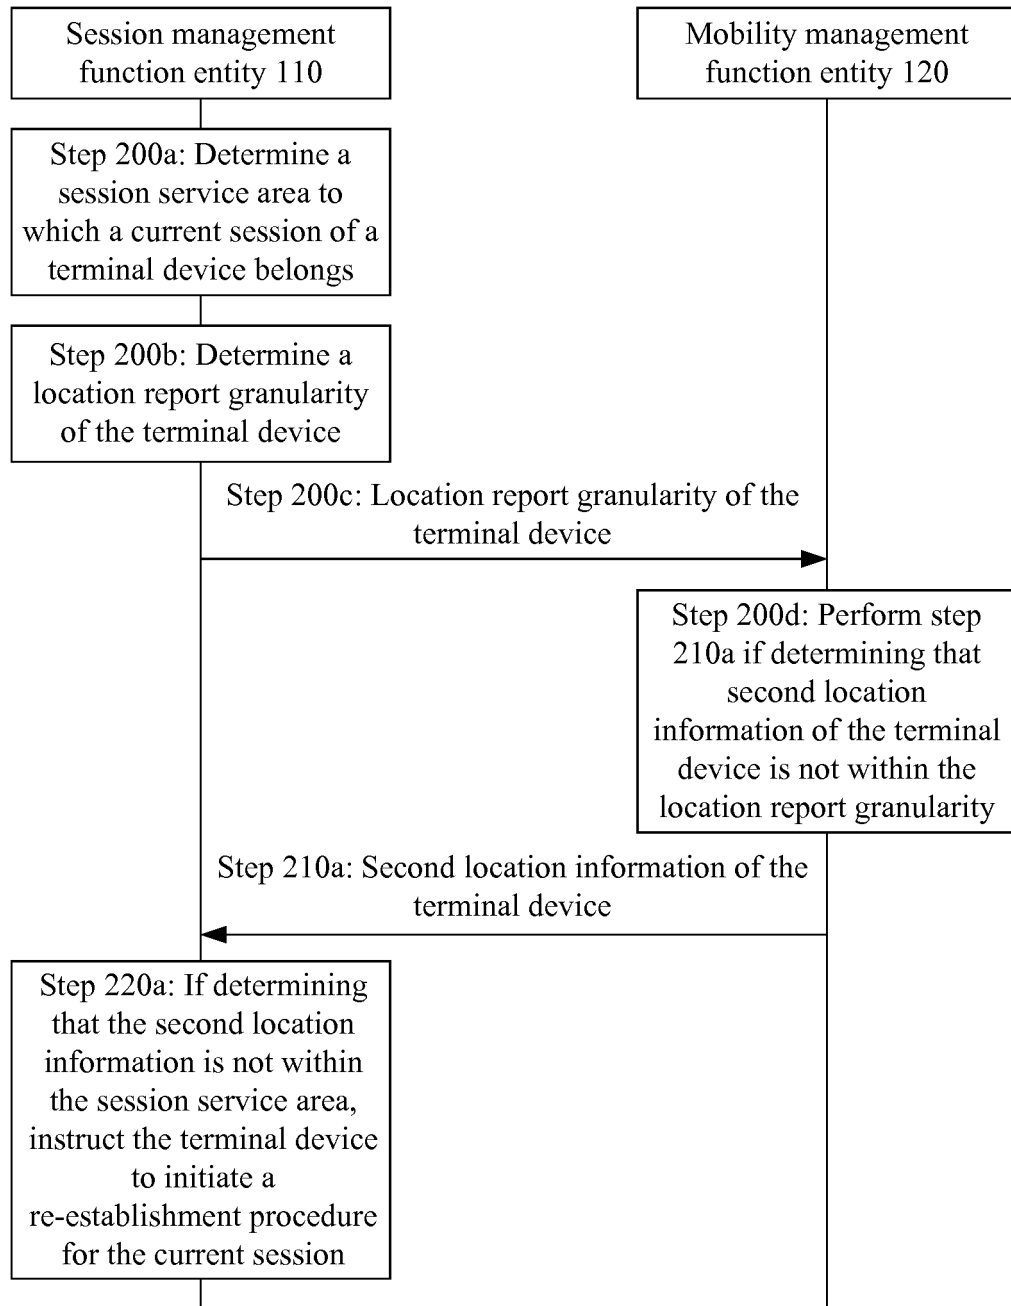 Session management
function entity 110
Mobility management
function entity 120
Step 200a: Determine a
session service area to
which a current session of a
terminal device belongs
Step 200b: Determine a
location report granularity
of the terminal device
Step 200c: Location report granularity of the
terminal device
Step 200d: Perform step
210a if determining that
second location
information of the terminal
device is not within the
location report granularity
Step 210a: Second location information of the
terminal device
Step 220a: If determining
that the second location
information is not within
the session service area,
instruct the terminal device
to initiate a
re-establishment procedure
for the current session